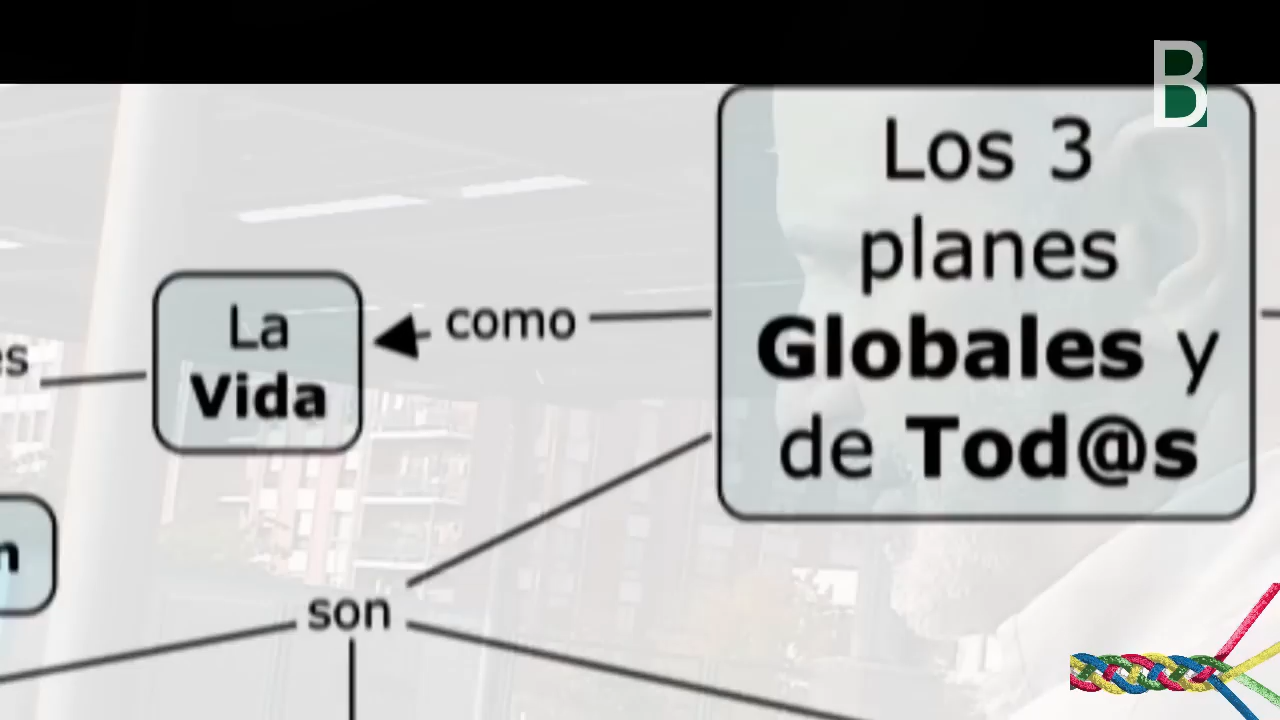 B
Los 3
planes
Globales y
de Tod@s
como
La
Vida
son